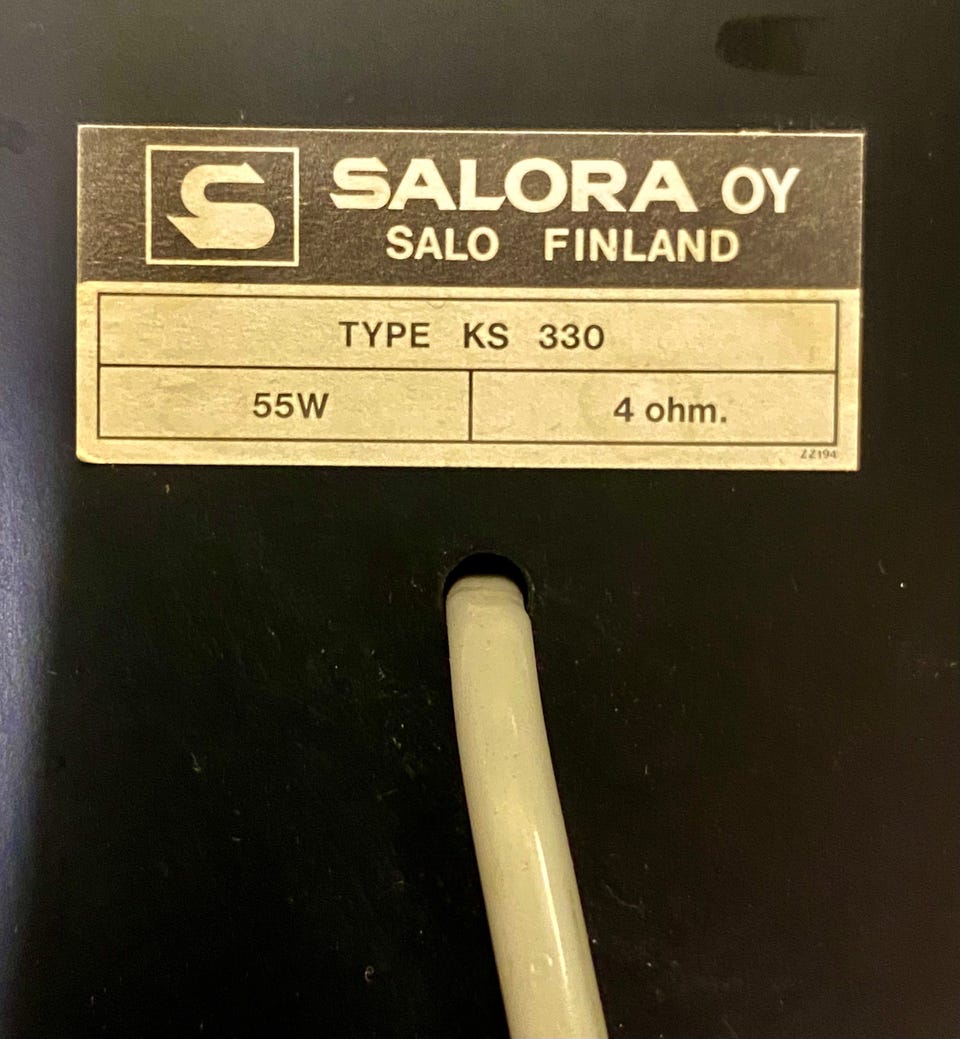 SALORA OY
SALO FINLAND
TYPE KS 330
55W
4 ohm.
ZZ194